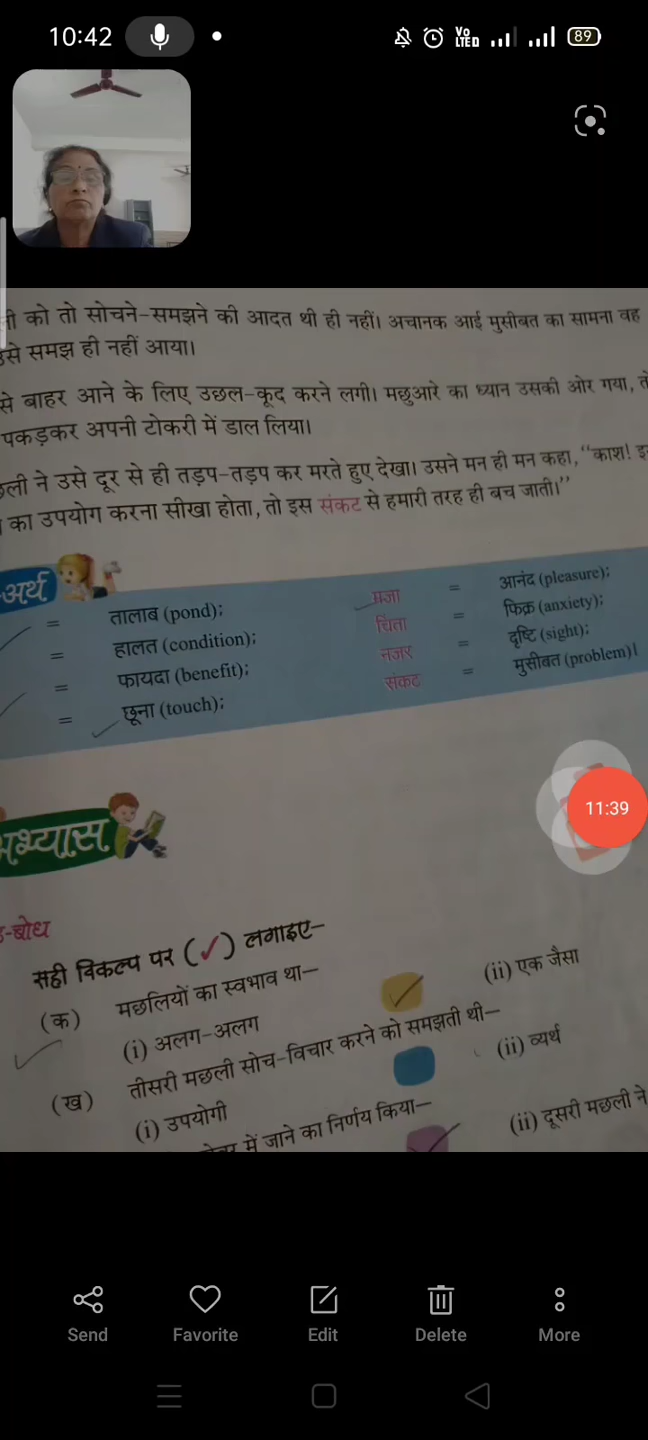 10:42
Vo
LTE
89
को तो सोचने-समझने की आदत थी ही नहीं। अचानक आई मुसीबत का सामना वह
से समझ ही नहीं आया।
से बाहर आने के लिए उछल-कूद करने लगी। मछुआरे का ध्यान उसकी ओर गया,
पकड़कर अपनी टोकरी में डाल लिया।
ने उसे दूर से ही तड़प-तड़प कर मरते हुए देखा। उसने मन ही मन कहा, "काश!
का उपयोग करना सीखा होता, तो इस संकट से हमारी तरह ही बच जाती।"
अर्थ
= तालाब (pond); मज़ा = आनंद (pleasure);
= हालत (condition); चिंता = फिक्र (anxiety);
= फायदा (benefit); नज़र = दृष्टि (sight);
= छूना (touch); संकट = मुसीबत (problem)।
11:39
अभ्यास
-बोध
सही विकल्प पर (✓) लगाइए-
(क) मछलियों का स्वभाव था—
(i) अलग-अलग (ii) एक जैसा
(ख) तीसरी मछली सोच-विचार करने को समझती थी—
(i) उपयोगी (ii) व्यर्थ
में जाने का निर्णय किया—
(ii) दूसरी मछली ने
Send Favorite Edit Delete More